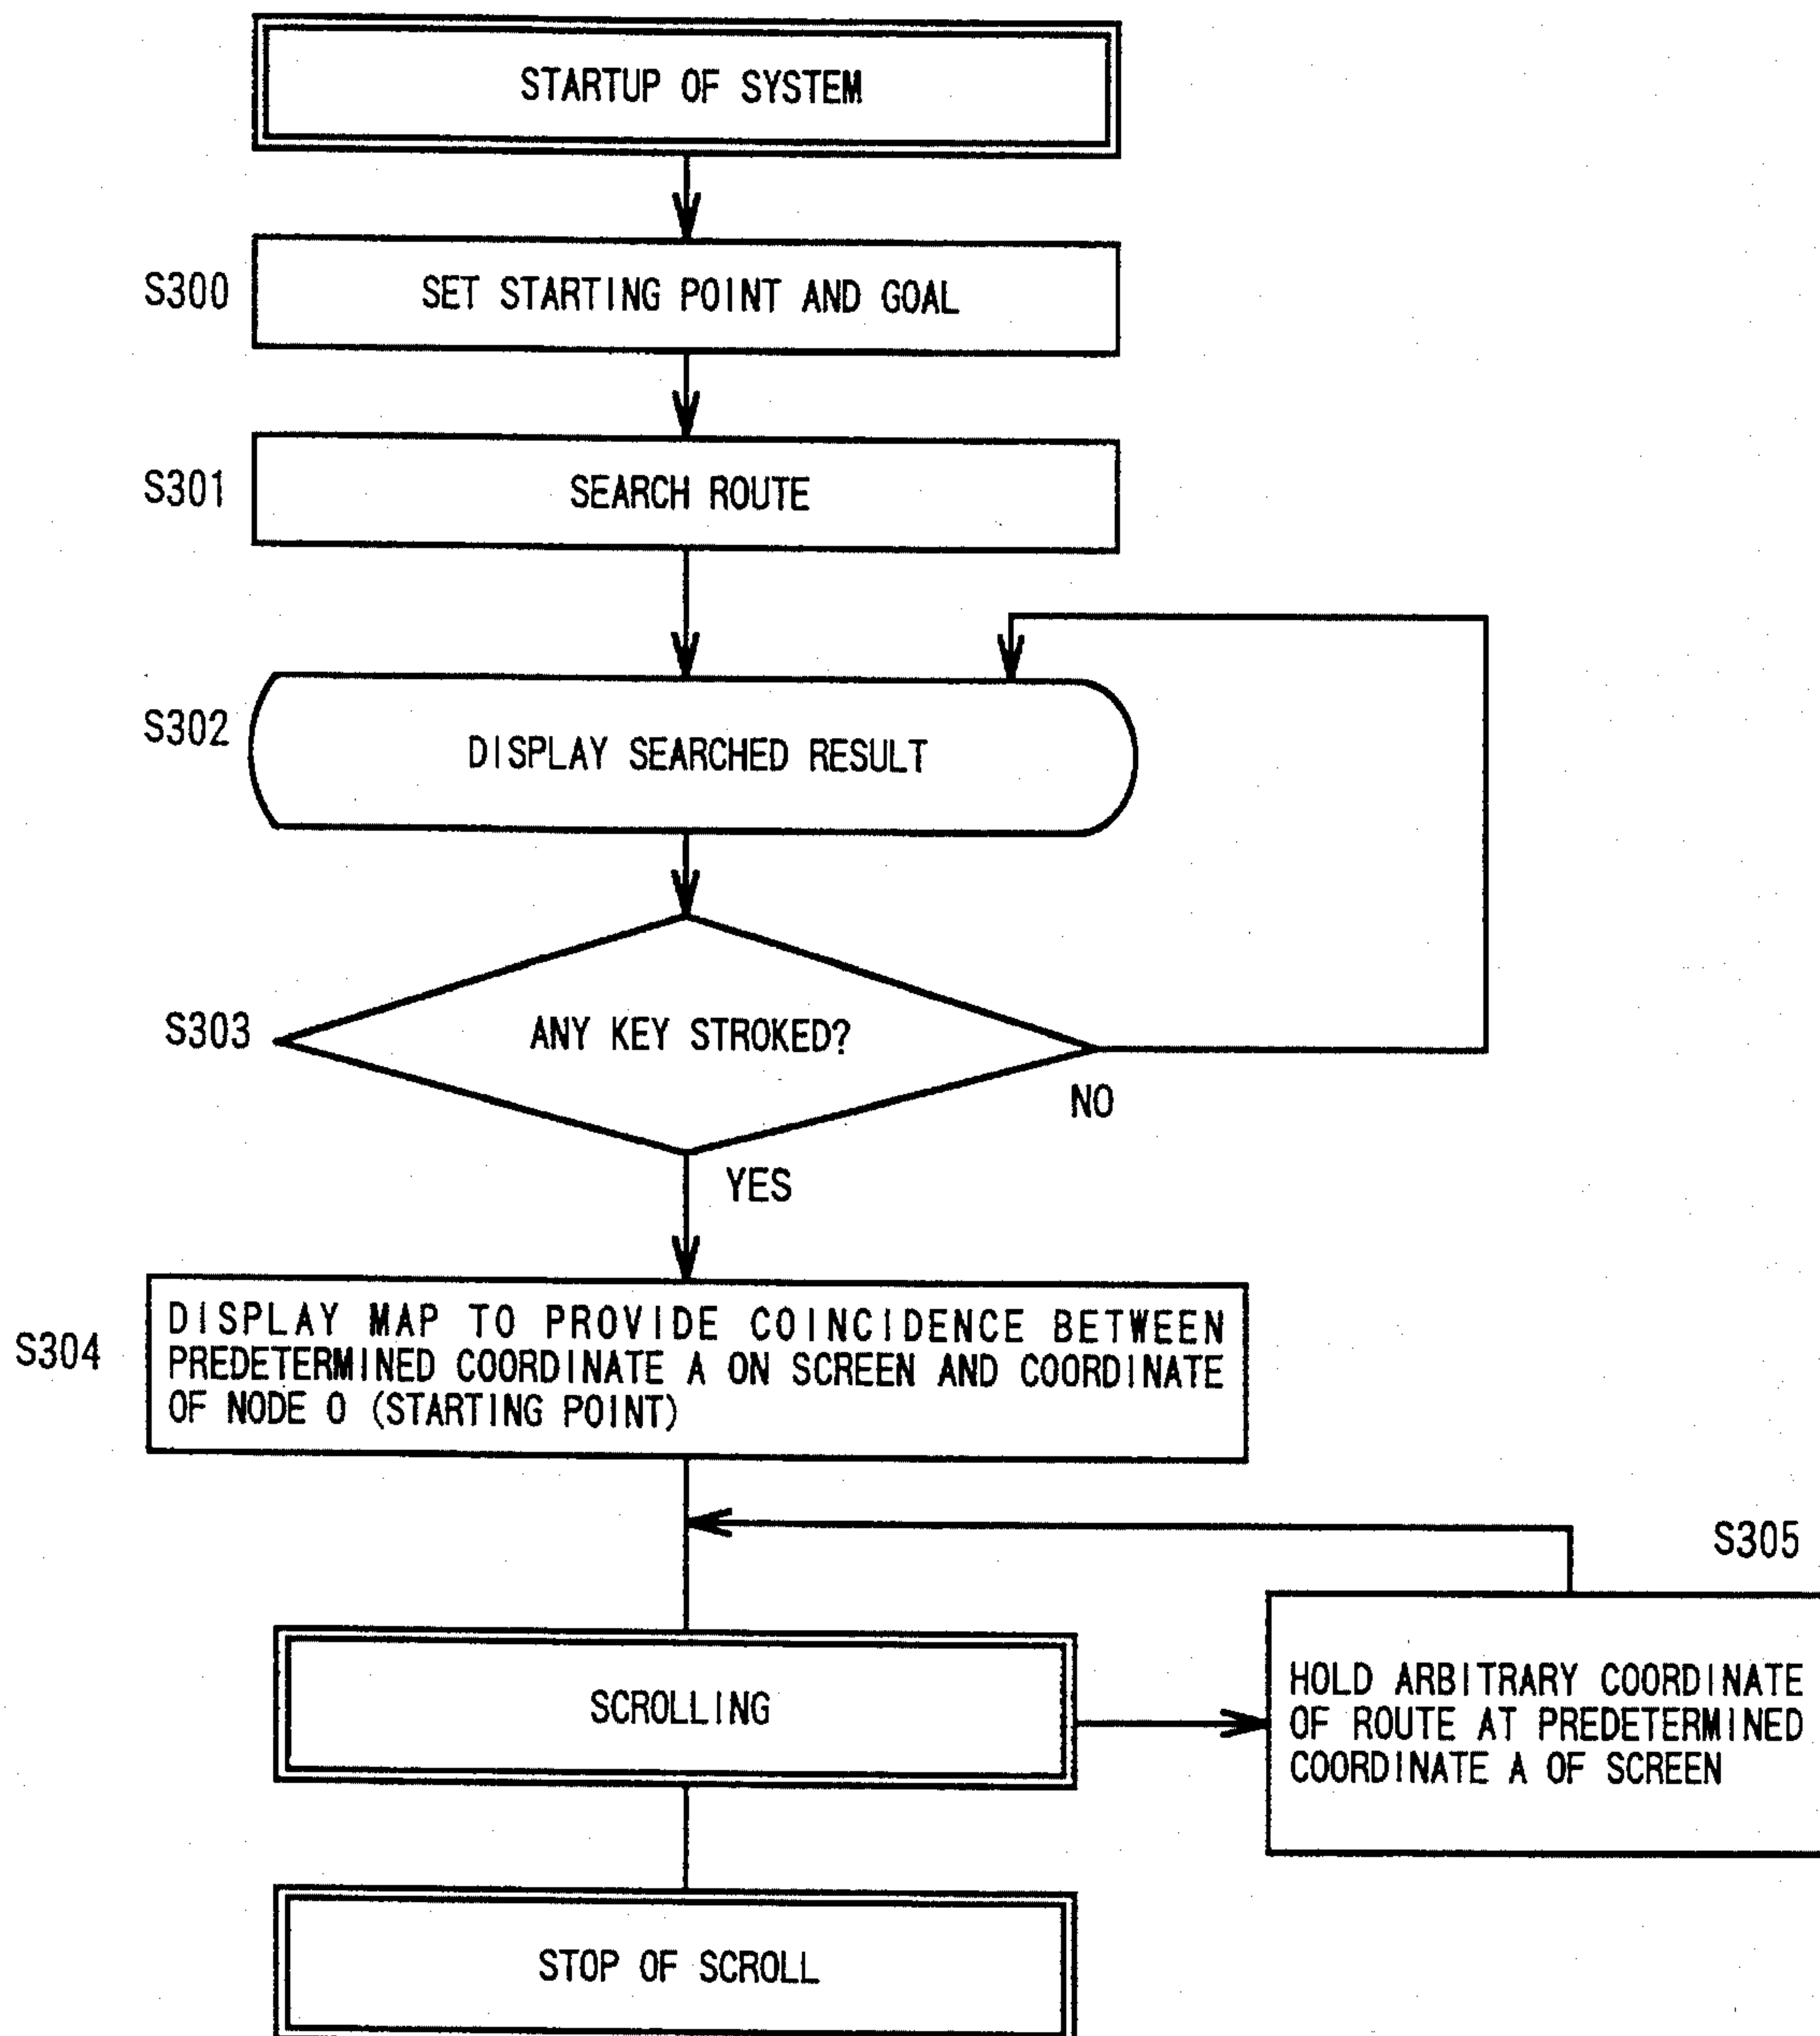 STARTUP OF SYSTEM
S300
SET STARTING POINT AND GOAL
S301
SEARCH ROUTE
S302
DISPLAY SEARCHED RESULT
S303
ANY KEY STROKED?
NO
YES
S304
DISPLAY MAP TO PROVIDE COINCIDENCE BETWEEN
PREDETERMINED COORDINATE A ON SCREEN AND COORDINATE
OF NODE 0 (STARTING POINT)
S305
SCROLLING
HOLD ARBITRARY COORDINATE
OF ROUTE AT PREDETERMINED
COORDINATE A OF SCREEN
STOP OF SCROLL